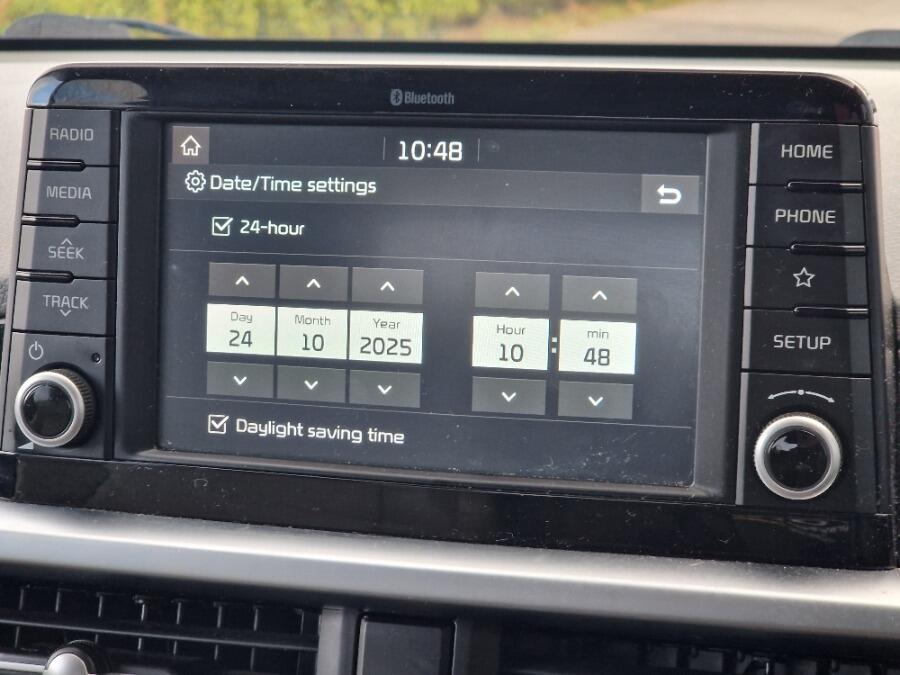 Bluetooth
RADIO
MEDIA
SEEK
TRACK
10:48
Date/Time settings
24-hour
Day
24
Month
10
Year
2025
Hour
10
:
min
48
Daylight saving time
HOME
PHONE
SETUP